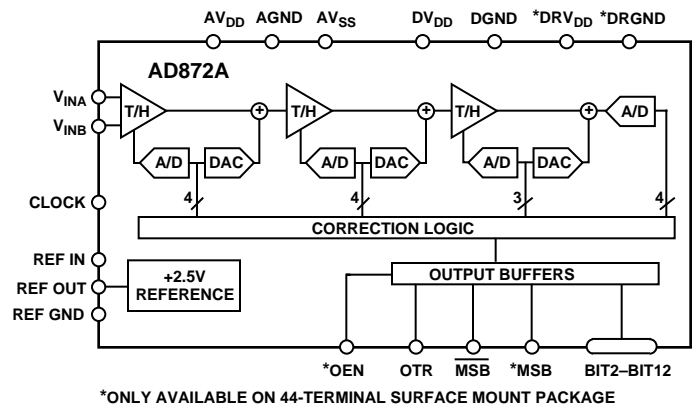 AVDD AGND AVSS DVDD DGND *DRVDD *DRGND
AD872A
VINA
VINB
T/H + T/H + T/H + A/D
A/D DAC A/D DAC A/D DAC
4 4 3 4
CLOCK
CORRECTION LOGIC
REF IN
REF OUT
REF GND
+2.5V
REFERENCE
OUTPUT BUFFERS
*OEN OTR M̅S̅B̅ *MSB BIT2–BIT12
*ONLY AVAILABLE ON 44-TERMINAL SURFACE MOUNT PACKAGE